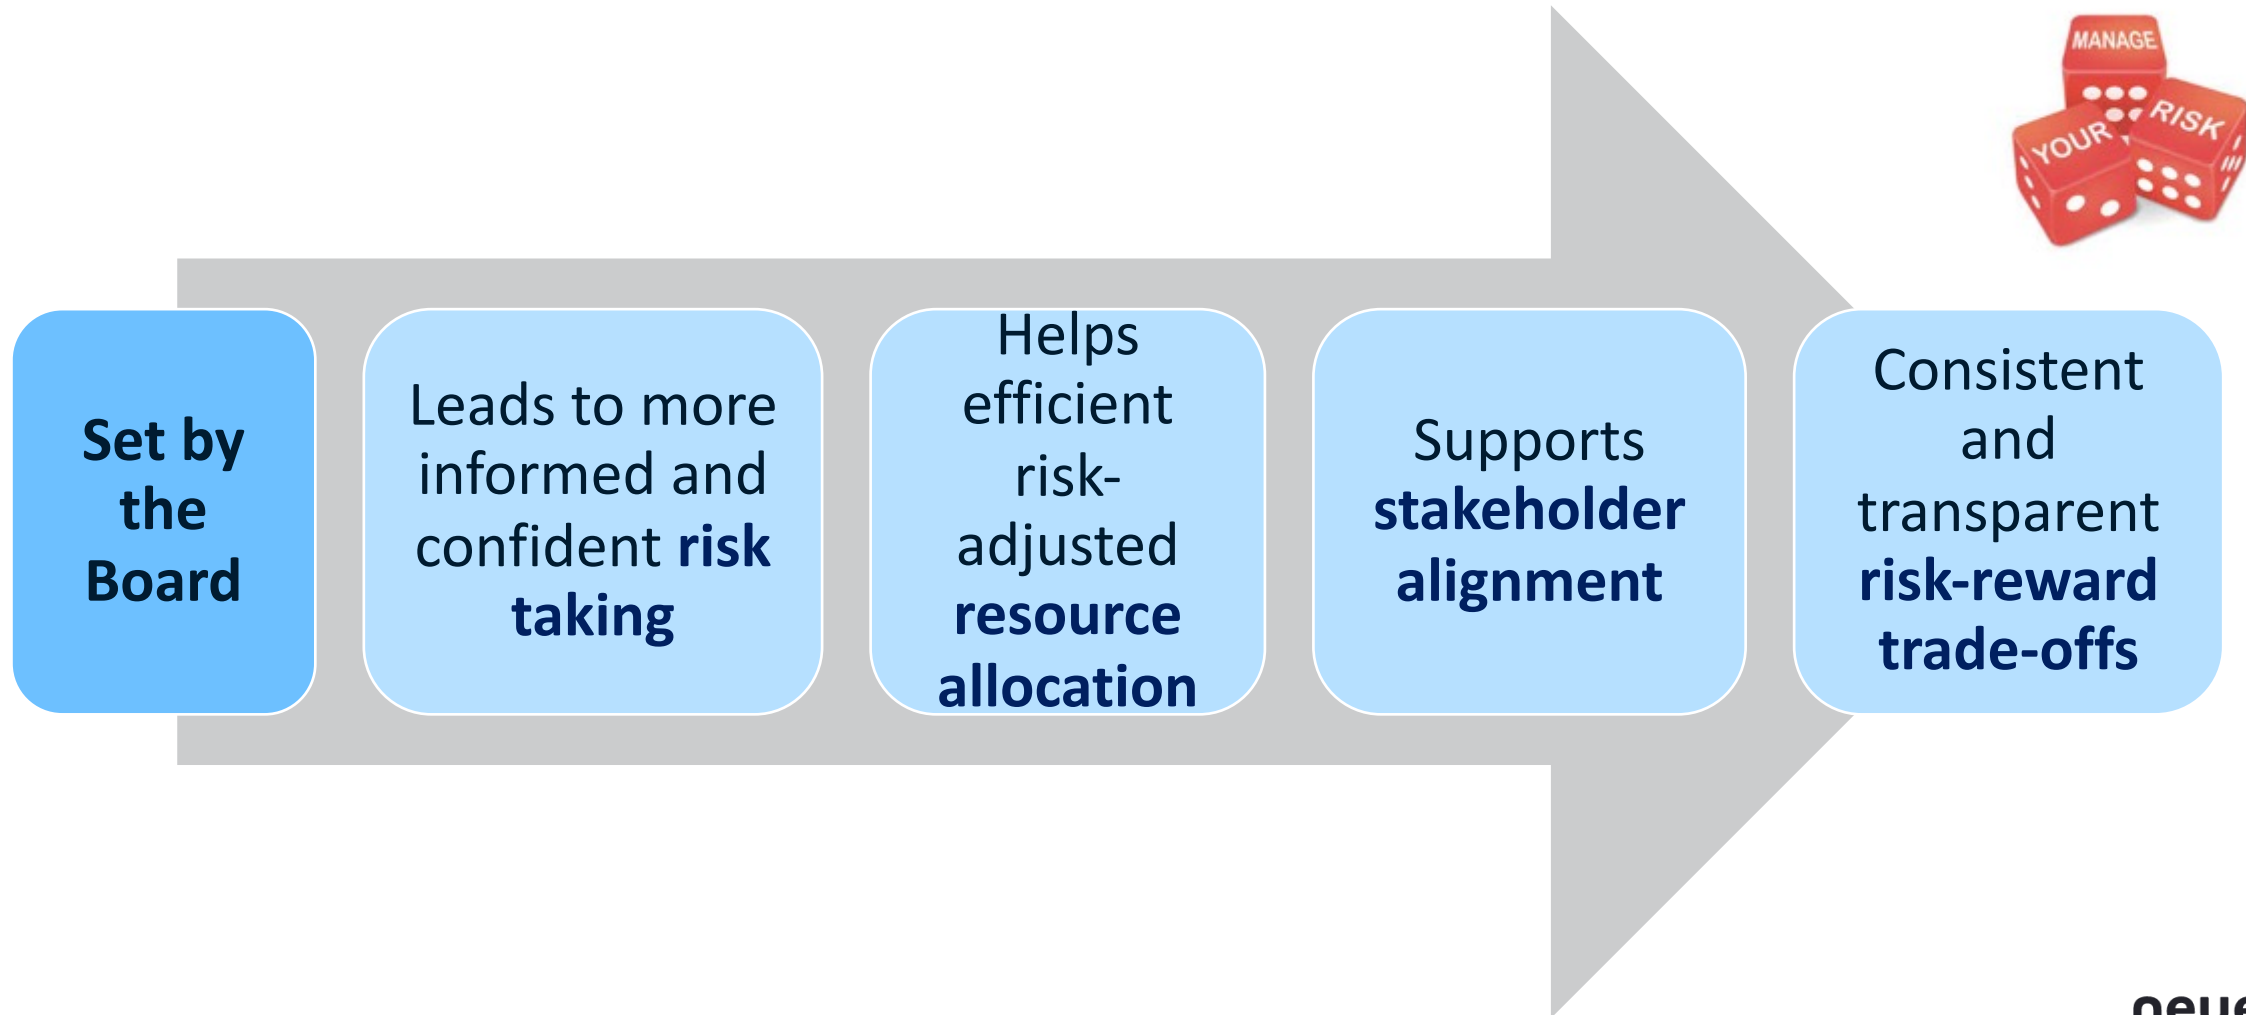 MANAGE
YOUR
RISK
Set by
the
Board
Leads to more
informed and
confident risk
taking
Helps
efficient
risk-
adjusted
resource
allocation
Supports
stakeholder
alignment
Consistent
and
transparent
risk-reward
trade-offs